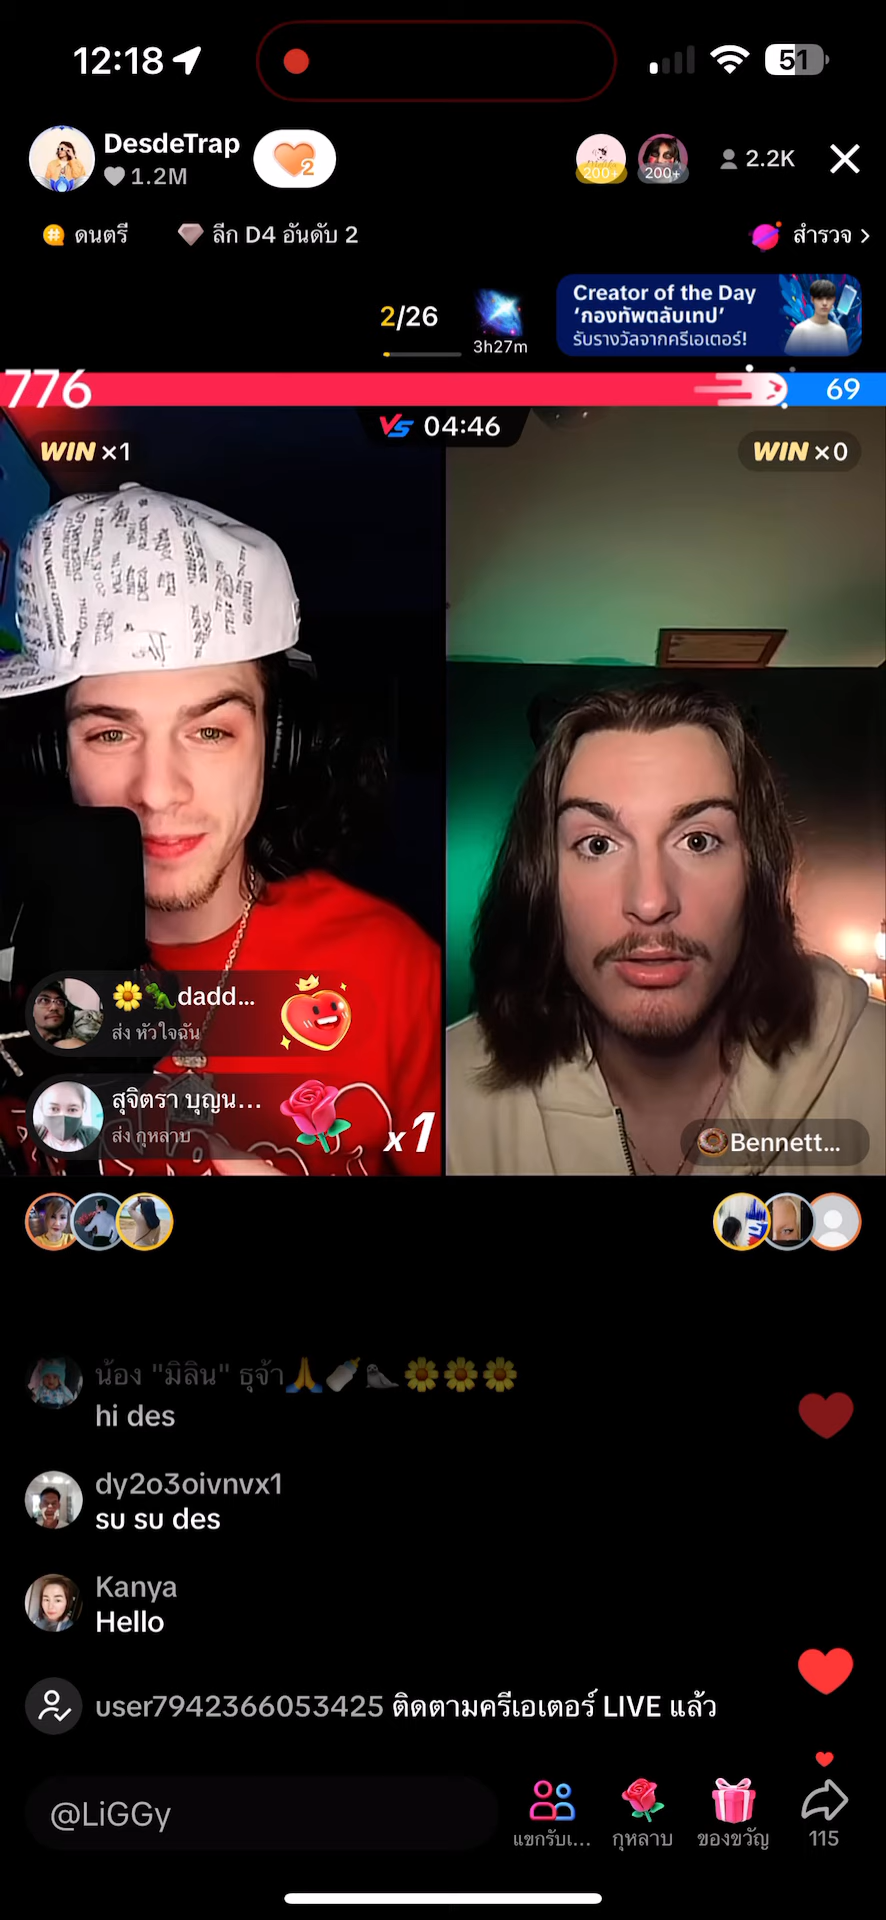 12:18
51
DesdeTrap
1.2M
2
200+
200+
2.2K
ดนตรี
ลีก D4 อันดับ 2
สำรวจ
2/26
3h27m
Creator of the Day
‘กองทัพตลับเทป’
รับรางวัลจากครีเอเตอร์!
776
69
VS 04:46
WIN ×1
WIN ×0
dadd...
ส่ง หัวใจฉัน
สุจิตรา บุญน...
ส่ง กุหลาบ
x1
Bennett...
น้อง "มิลิน" ธุจ้า🙏🍼🦭🌼🌼🌼
hi des
dy2o3oivnvx1
su su des
Kanya
Hello
user7942366053425 ติดตามครีเอเตอร์ LIVE แล้ว
@LiGGy
แขกรับเ...
กุหลาบ
ของขวัญ
115